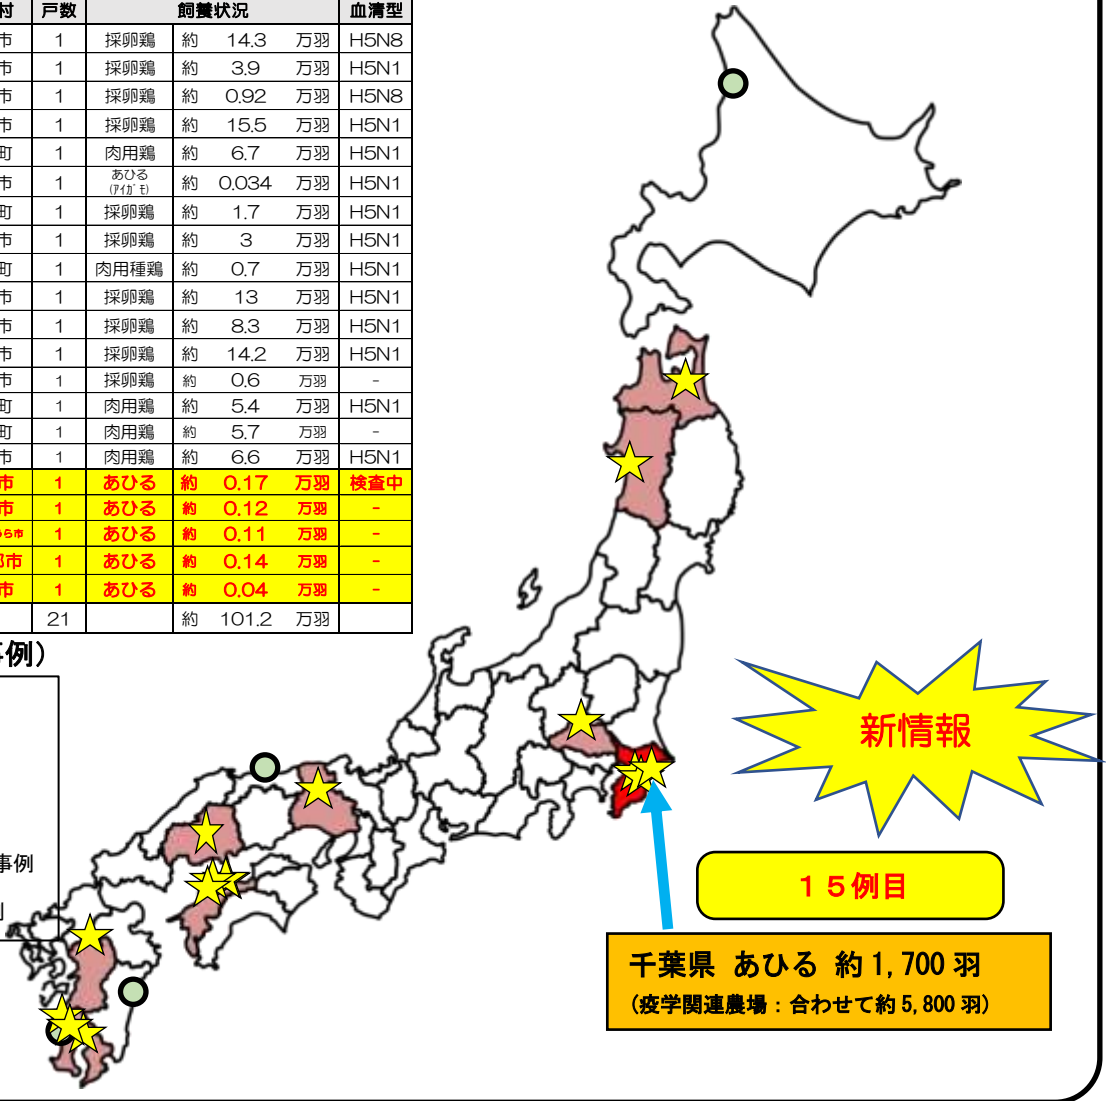 村 戸数 飼養状況 血清型
市 1 採卵鶏 約 14.3 万羽 H5N8
市 1 採卵鶏 約 3.9 万羽 H5N1
市 1 採卵鶏 約 0.92 万羽 H5N8
市 1 採卵鶏 約 15.5 万羽 H5N1
町 1 肉用鶏 約 6.7 万羽 H5N1
市 1 あひる (ｱｲｶﾞﾓ) 約 0.034 万羽 H5N1
町 1 採卵鶏 約 1.7 万羽 H5N1
市 1 採卵鶏 約 3 万羽 H5N1
町 1 肉用種鶏 約 0.7 万羽 H5N1
市 1 採卵鶏 約 13 万羽 H5N1
市 1 採卵鶏 約 8.3 万羽 H5N1
市 1 採卵鶏 約 14.2 万羽 H5N1
市 1 採卵鶏 約 0.6 万羽 -
町 1 肉用鶏 約 5.4 万羽 H5N1
町 1 肉用鶏 約 5.7 万羽 -
市 1 肉用鶏 約 6.6 万羽 H5N1
市 1 あひる 約 0.17 万羽 検査中
市 1 あひる 約 0.12 万羽 -
ら市 1 あひる 約 0.11 万羽 -
市 1 あひる 約 0.14 万羽 -
市 1 あひる 約 0.04 万羽 -
21 約 101.2 万羽
例）
事例
新情報
１５例目
千葉県 あひる 約1,700羽
(疫学関連農場：合わせて約5,800羽)